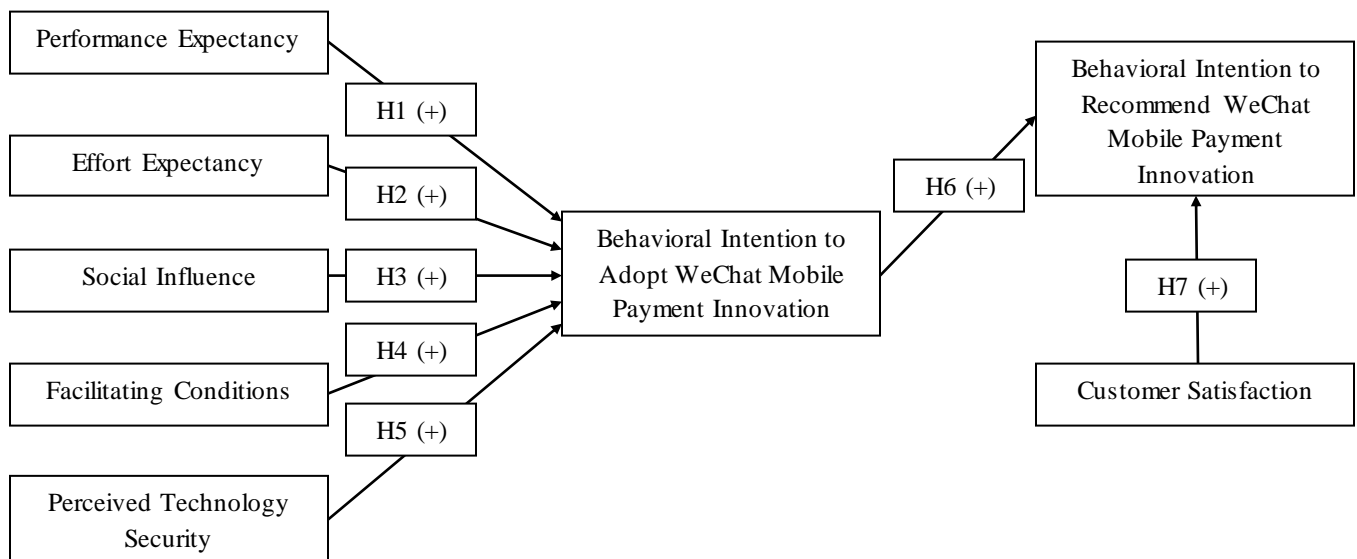 Performance Expectancy
H1 (+)
Effort Expectancy
H2 (+)
Social Influence
H3 (+)
Facilitating Conditions
H4 (+)
Perceived Technology
Security
H5 (+)
Behavioral Intention to
Adopt WeChat Mobile
Payment Innovation
H6 (+)
Behavioral Intention to
Recommend WeChat
Mobile Payment
Innovation
H7 (+)
Customer Satisfaction